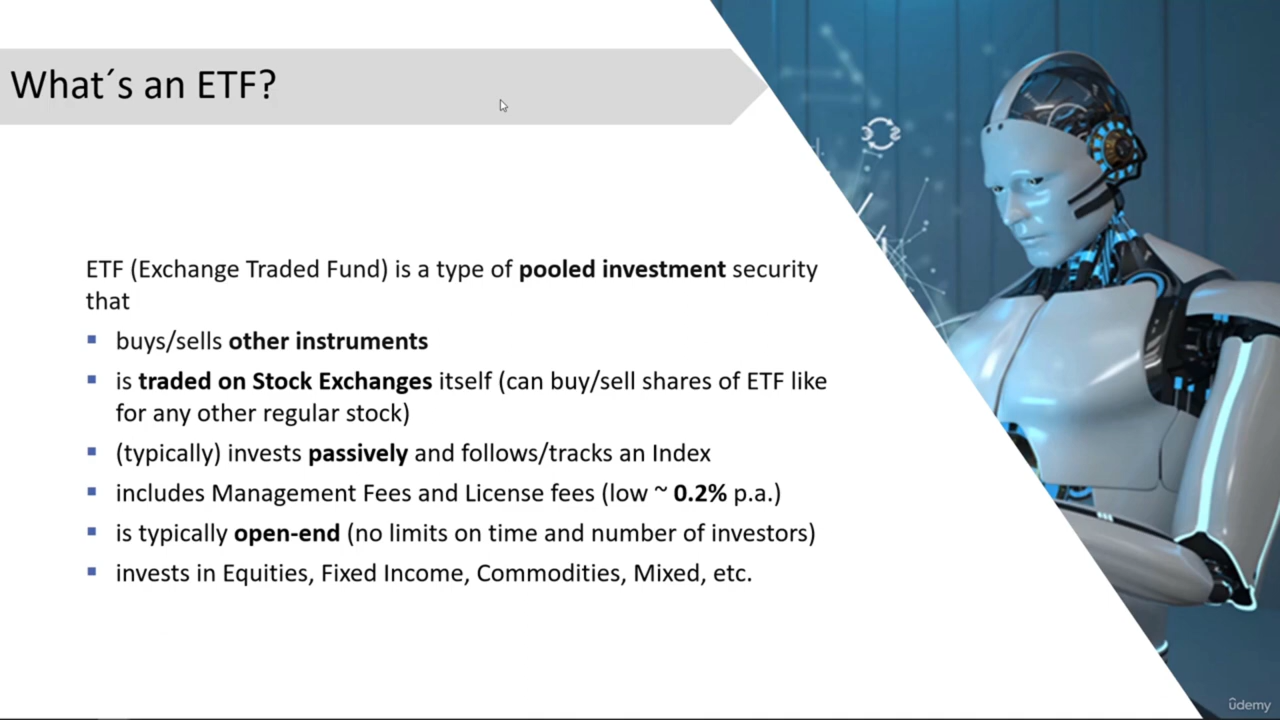 What´s an ETF?
ETF (Exchange Traded Fund) is a type of pooled investment security
that
▪ buys/sells other instruments
▪ is traded on Stock Exchanges itself (can buy/sell shares of ETF like
for any other regular stock)
▪ (typically) invests passively and follows/tracks an Index
▪ includes Management Fees and License fees (low ~ 0.2% p.a.)
▪ is typically open-end (no limits on time and number of investors)
▪ invests in Equities, Fixed Income, Commodities, Mixed, etc.
ûdemy